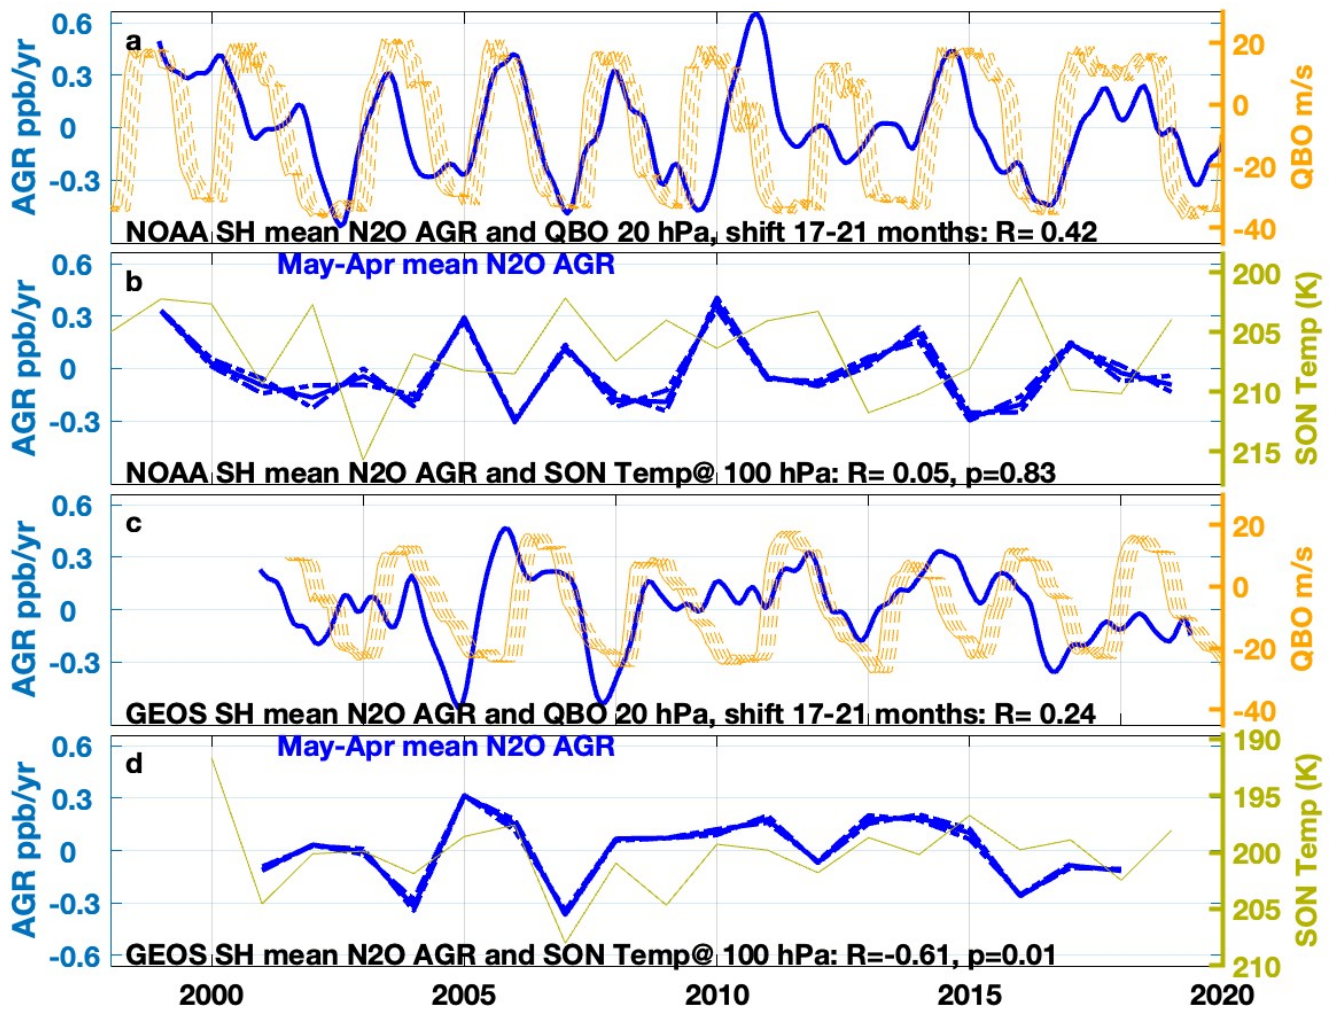 a
0.6
0.3
0
-0.3
AGR ppb/yr
20
0
-20
-40
QBO m/s
NOAA SH mean N2O AGR and QBO 20 hPa, shift 17-21 months: R= 0.42
May-Apr mean N2O AGR
b
0.6
0.3
0
-0.3
AGR ppb/yr
200
205
210
215
SON Temp (K)
NOAA SH mean N2O AGR and SON Temp@ 100 hPa: R= 0.05, p=0.83
c
0.6
0.3
0
-0.3
AGR ppb/yr
20
0
-20
-40
QBO m/s
GEOS SH mean N2O AGR and QBO 20 hPa, shift 17-21 months: R= 0.24
May-Apr mean N2O AGR
d
0.6
0.3
0
-0.3
-0.6
AGR ppb/yr
190
195
200
205
210
SON Temp (K)
GEOS SH mean N2O AGR and SON Temp@ 100 hPa: R=-0.61, p=0.01
2000 2005 2010 2015 2020